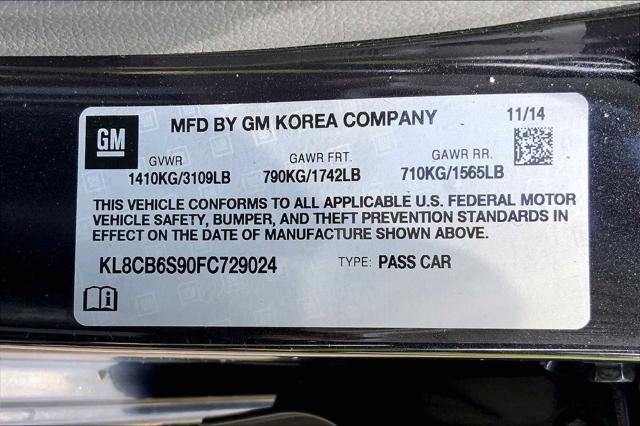 GM
MFD BY GM KOREA COMPANY
11/14
GVWR GAWR FRT. GAWR RR.
1410KG/3109LB 790KG/1742LB 710KG/1565LB
THIS VEHICLE CONFORMS TO ALL APPLICABLE U.S. FEDERAL MOTOR
VEHICLE SAFETY, BUMPER, AND THEFT PREVENTION STANDARDS IN
EFFECT ON THE DATE OF MANUFACTURE SHOWN ABOVE.
KL8CB6S90FC729024 TYPE: PASS CAR